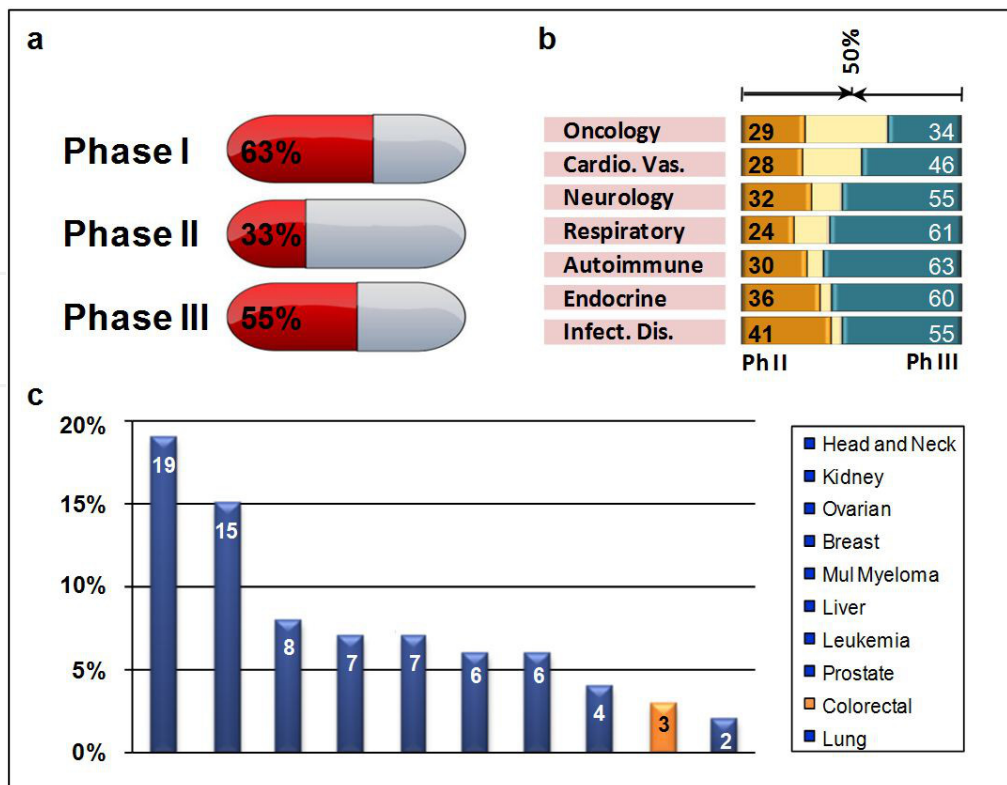 a
Phase I 63%
Phase II 33%
Phase III 55%
b
50%
Oncology 29 34
Cardio. Vas. 28 46
Neurology 32 55
Respiratory 24 61
Autoimmune 30 63
Endocrine 36 60
Infect. Dis. 41 55
Ph II Ph III
c
20%
15%
10%
5%
0%
19 15 8 7 7 6 6 4 3 2
Head and Neck
Kidney
Ovarian
Breast
Mul Myeloma
Liver
Leukemia
Prostate
Colorectal
Lung